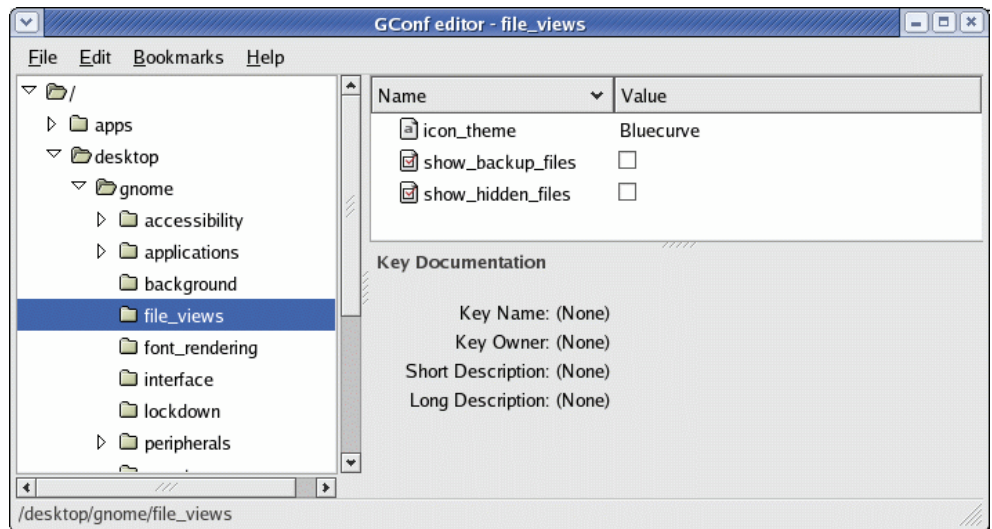 GConf editor - file_views
File Edit Bookmarks Help
/
apps
desktop
gnome
accessibility
applications
background
file_views
font_rendering
interface
lockdown
peripherals
Name Value
icon_theme Bluecurve
show_backup_files
show_hidden_files
Key Documentation
Key Name: (None)
Key Owner: (None)
Short Description: (None)
Long Description: (None)
/desktop/gnome/file_views